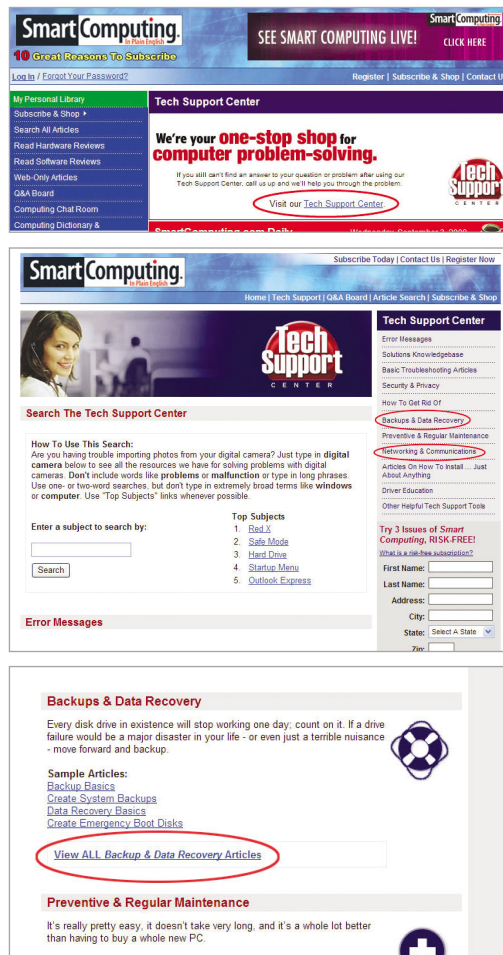 Smart Computing.
In Plain English
10 Great Reasons To Subscribe
SEE SMART COMPUTING LIVE!
Smart Computing
CLICK HERE
Log In / Forgot Your Password?
Register | Subscribe & Shop | Contact U
My Personal Library
Subscribe & Shop
Search All Articles
Read Hardware Reviews
Read Software Reviews
Web-Only Articles
Q&A Board
Computing Chat Room
Computing Dictionary &
Tech Support Center
We're your one-stop shop for
computer problem-solving.
If you still can't find an answer to your question or problem after using our
Tech Support Center, call us up and we'll help you through the problem.
Visit our Tech Support Center.
Tech
Support
CENTER
SmartComputing.com Daily
Wednesday, September 3, 2008
Smart Computing.
In Plain English
Subscribe Today | Contact Us | Register Now
Home | Tech Support | Q&A Board | Article Search | Subscribe & Shop
Tech
Support
CENTER
Search The Tech Support Center
How To Use This Search:
Are you having trouble importing photos from your digital camera? Just type in digital
camera below to see all the resources we have for solving problems with digital
cameras. Don't include words like problems or malfunction or type in long phrases.
Use one- or two-word searches, but don't type in extremely broad terms like windows
or computer. Use "Top Subjects" links whenever possible.
Enter a subject to search by:
Search
Top Subjects
1. Red X
2. Safe Mode
3. Hard Drive
4. Startup Menu
5. Outlook Express
Error Messages
Tech Support Center
Error Messages
Solutions Knowledgebase
Basic Troubleshooting Articles
Security & Privacy
How To Get Rid Of
Backups & Data Recovery
Preventive & Regular Maintenance
Networking & Communications
Articles On How To Install ... Just
About Anything
Driver Education
Other Helpful Tech Support Tools
Try 3 Issues of Smart
Computing, RISK-FREE!
What is a risk-free subscription?
First Name:
Last Name:
Address:
City:
State: Select A State
Zip:
Backups & Data Recovery
Every disk drive in existence will stop working one day; count on it. If a drive
failure would be a major disaster in your life - or even just a terrible nuisance
- move forward and backup.
Sample Articles:
Backup Basics
Create System Backups
Data Recovery Basics
Create Emergency Boot Disks
View ALL Backup & Data Recovery Articles
Preventive & Regular Maintenance
It's really pretty easy, it doesn't take very long, and it's a whole lot better
than having to buy a whole new PC.